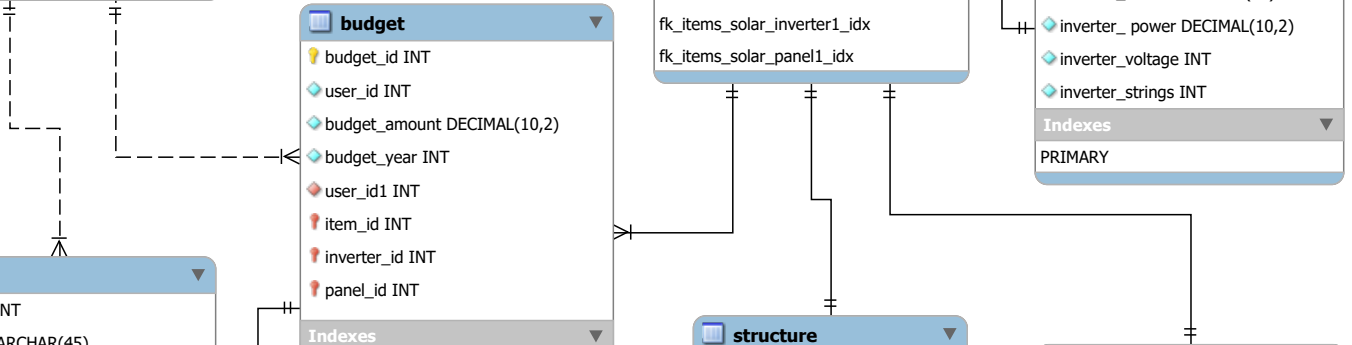 budget
budget_id INT
user_id INT
budget_amount DECIMAL(10,2)
budget_year INT
user_id1 INT
item_id INT
inverter_id INT
panel_id INT
Indexes
fk_items_solar_inverter1_idx
fk_items_solar_panel1_idx
inverter_ power DECIMAL(10,2)
inverter_voltage INT
inverter_strings INT
Indexes
PRIMARY
NT
ARCHAR(45)
structure